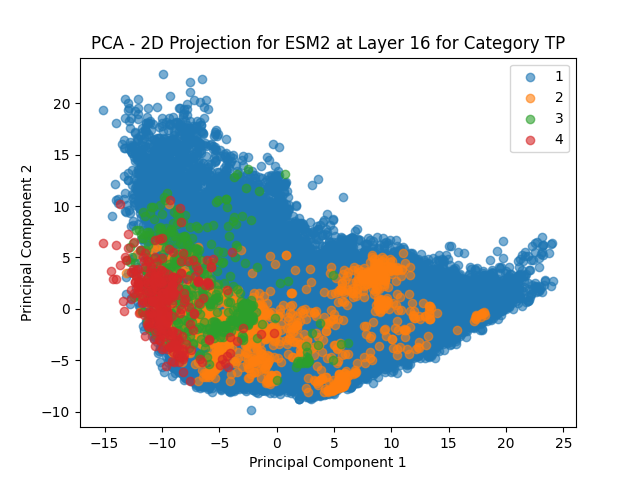 PCA - 2D Projection for ESM2 at Layer 16 for Category TP
1
2
3
4
Principal Component 2
20
15
10
5
0
−5
−10
−15 −10 −5 0 5 10 15 20 25
Principal Component 1